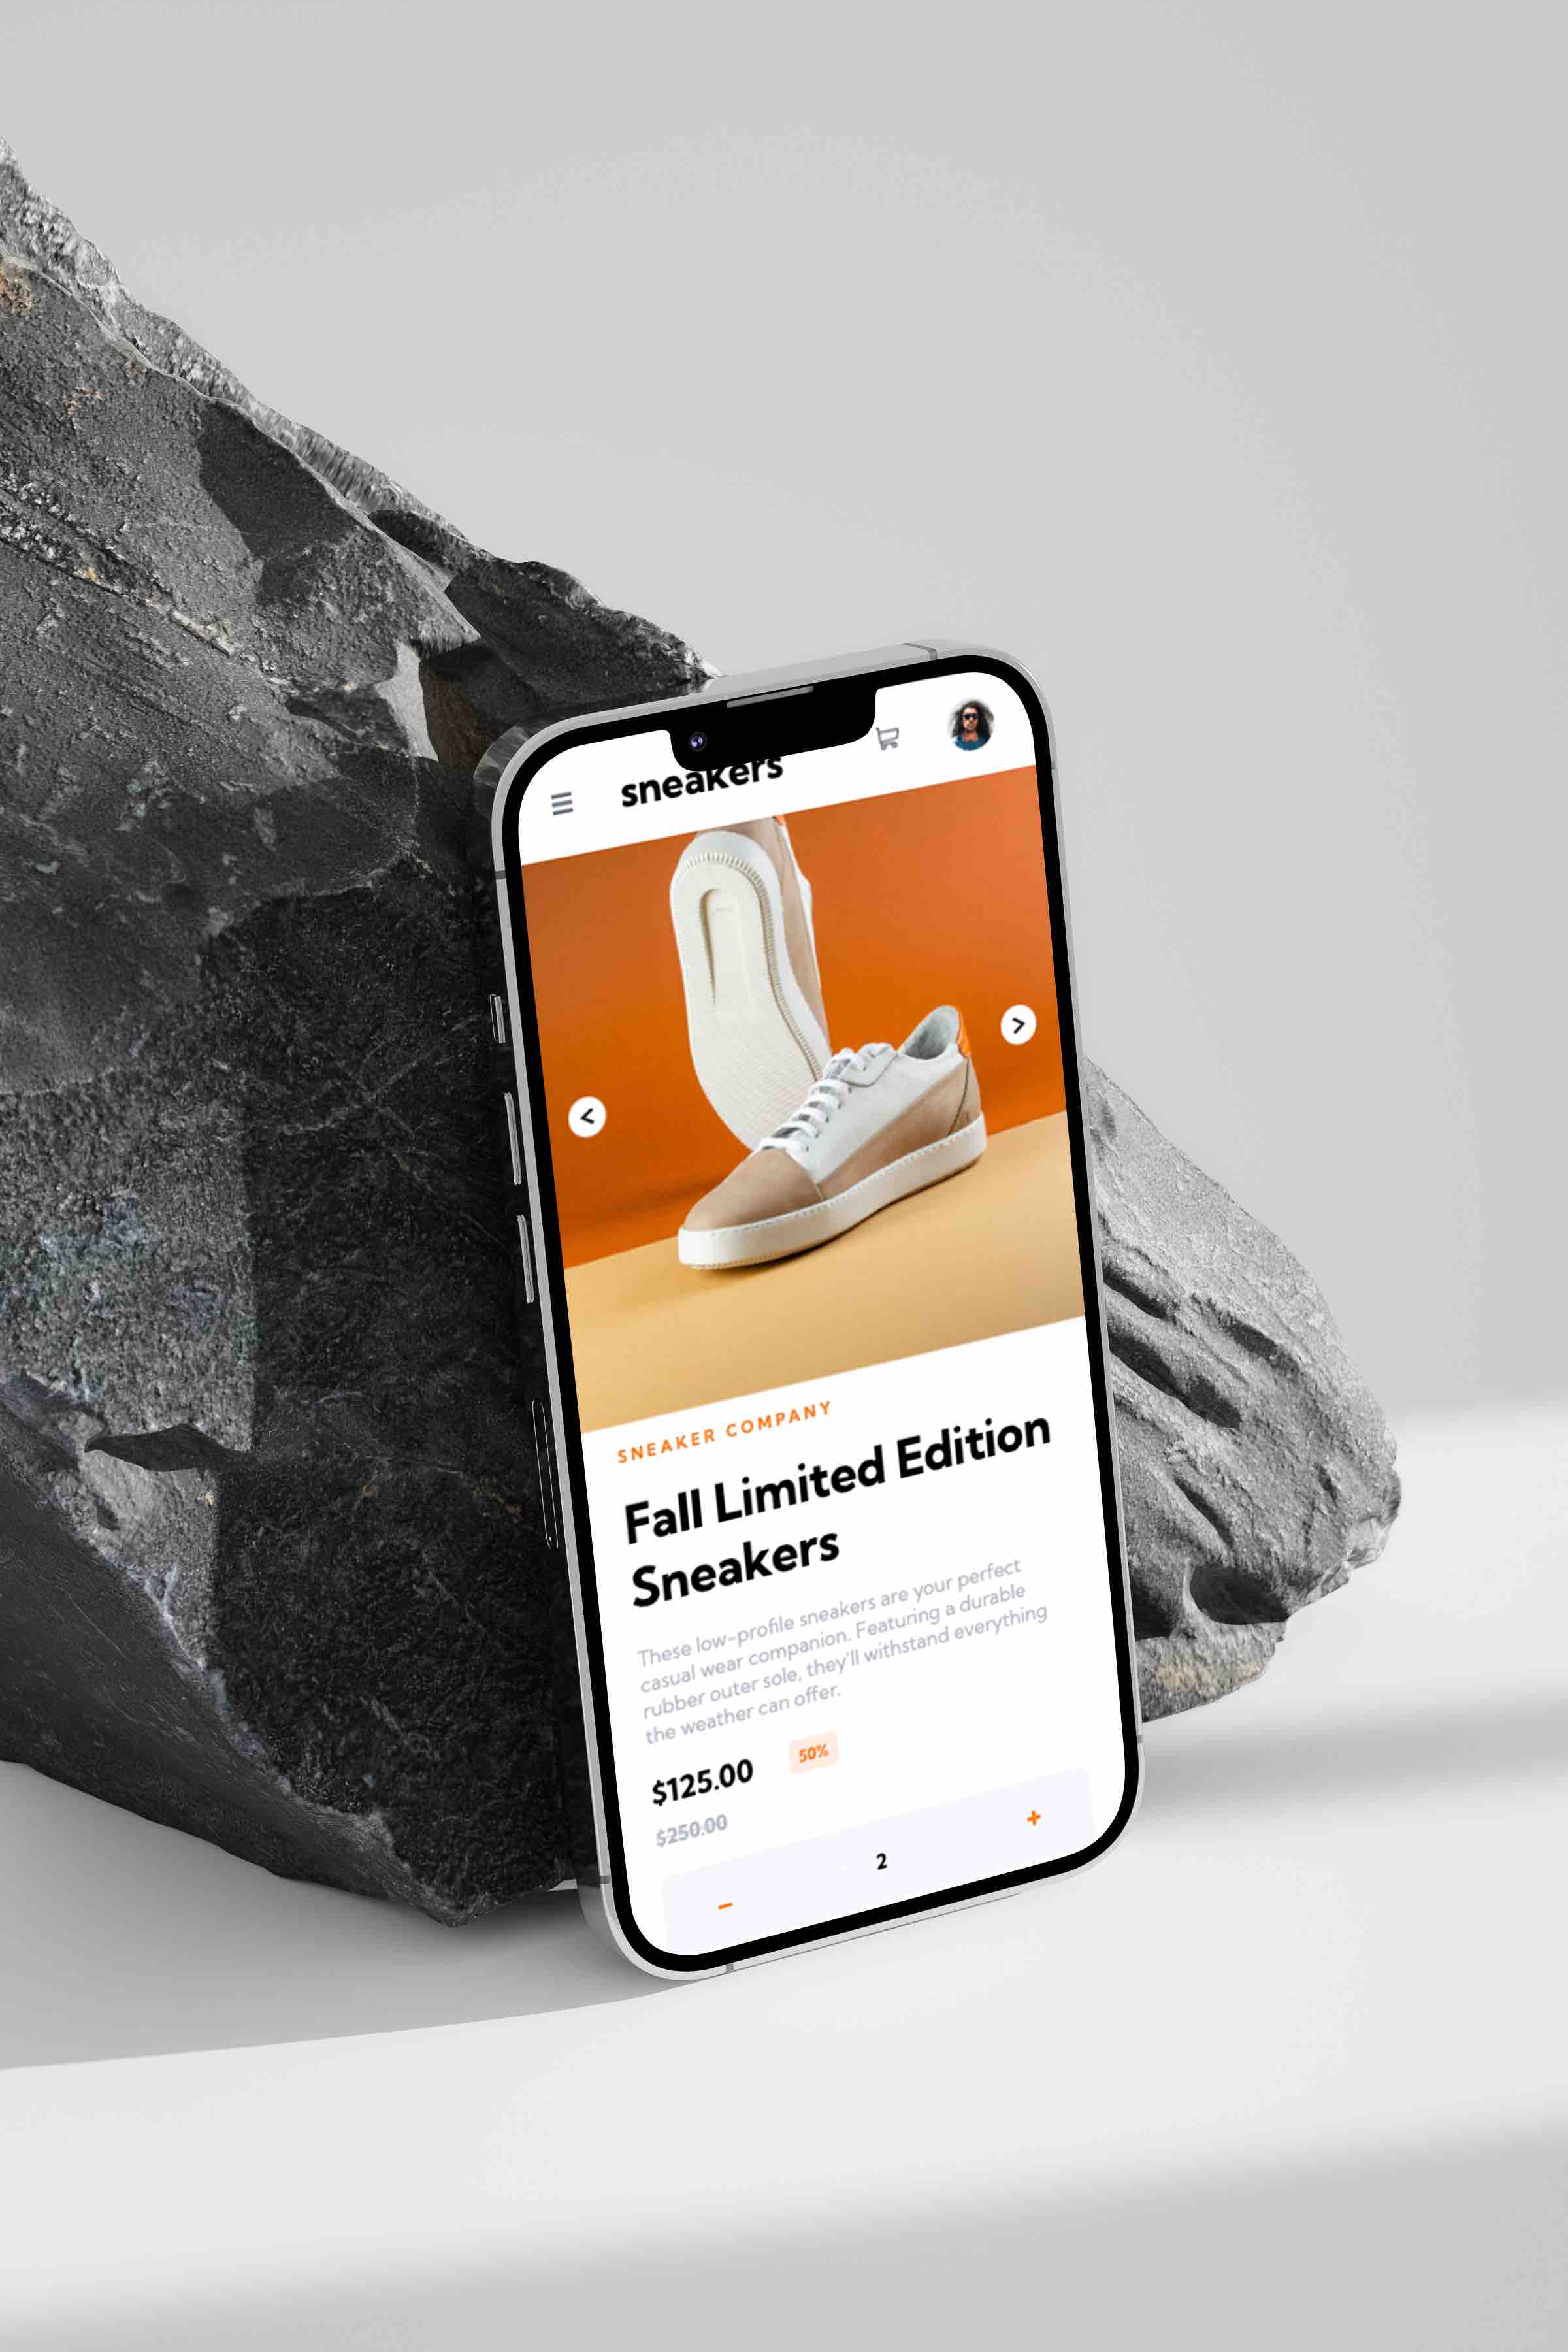 sneakers
SNEAKER COMPANY
Fall Limited Edition
Sneakers
These low-profile sneakers are your perfect
casual wear companion. Featuring a durable
rubber outer sole, they'll withstand everything
the weather can offer.
$125.00 50%
$250.00
- 2 +